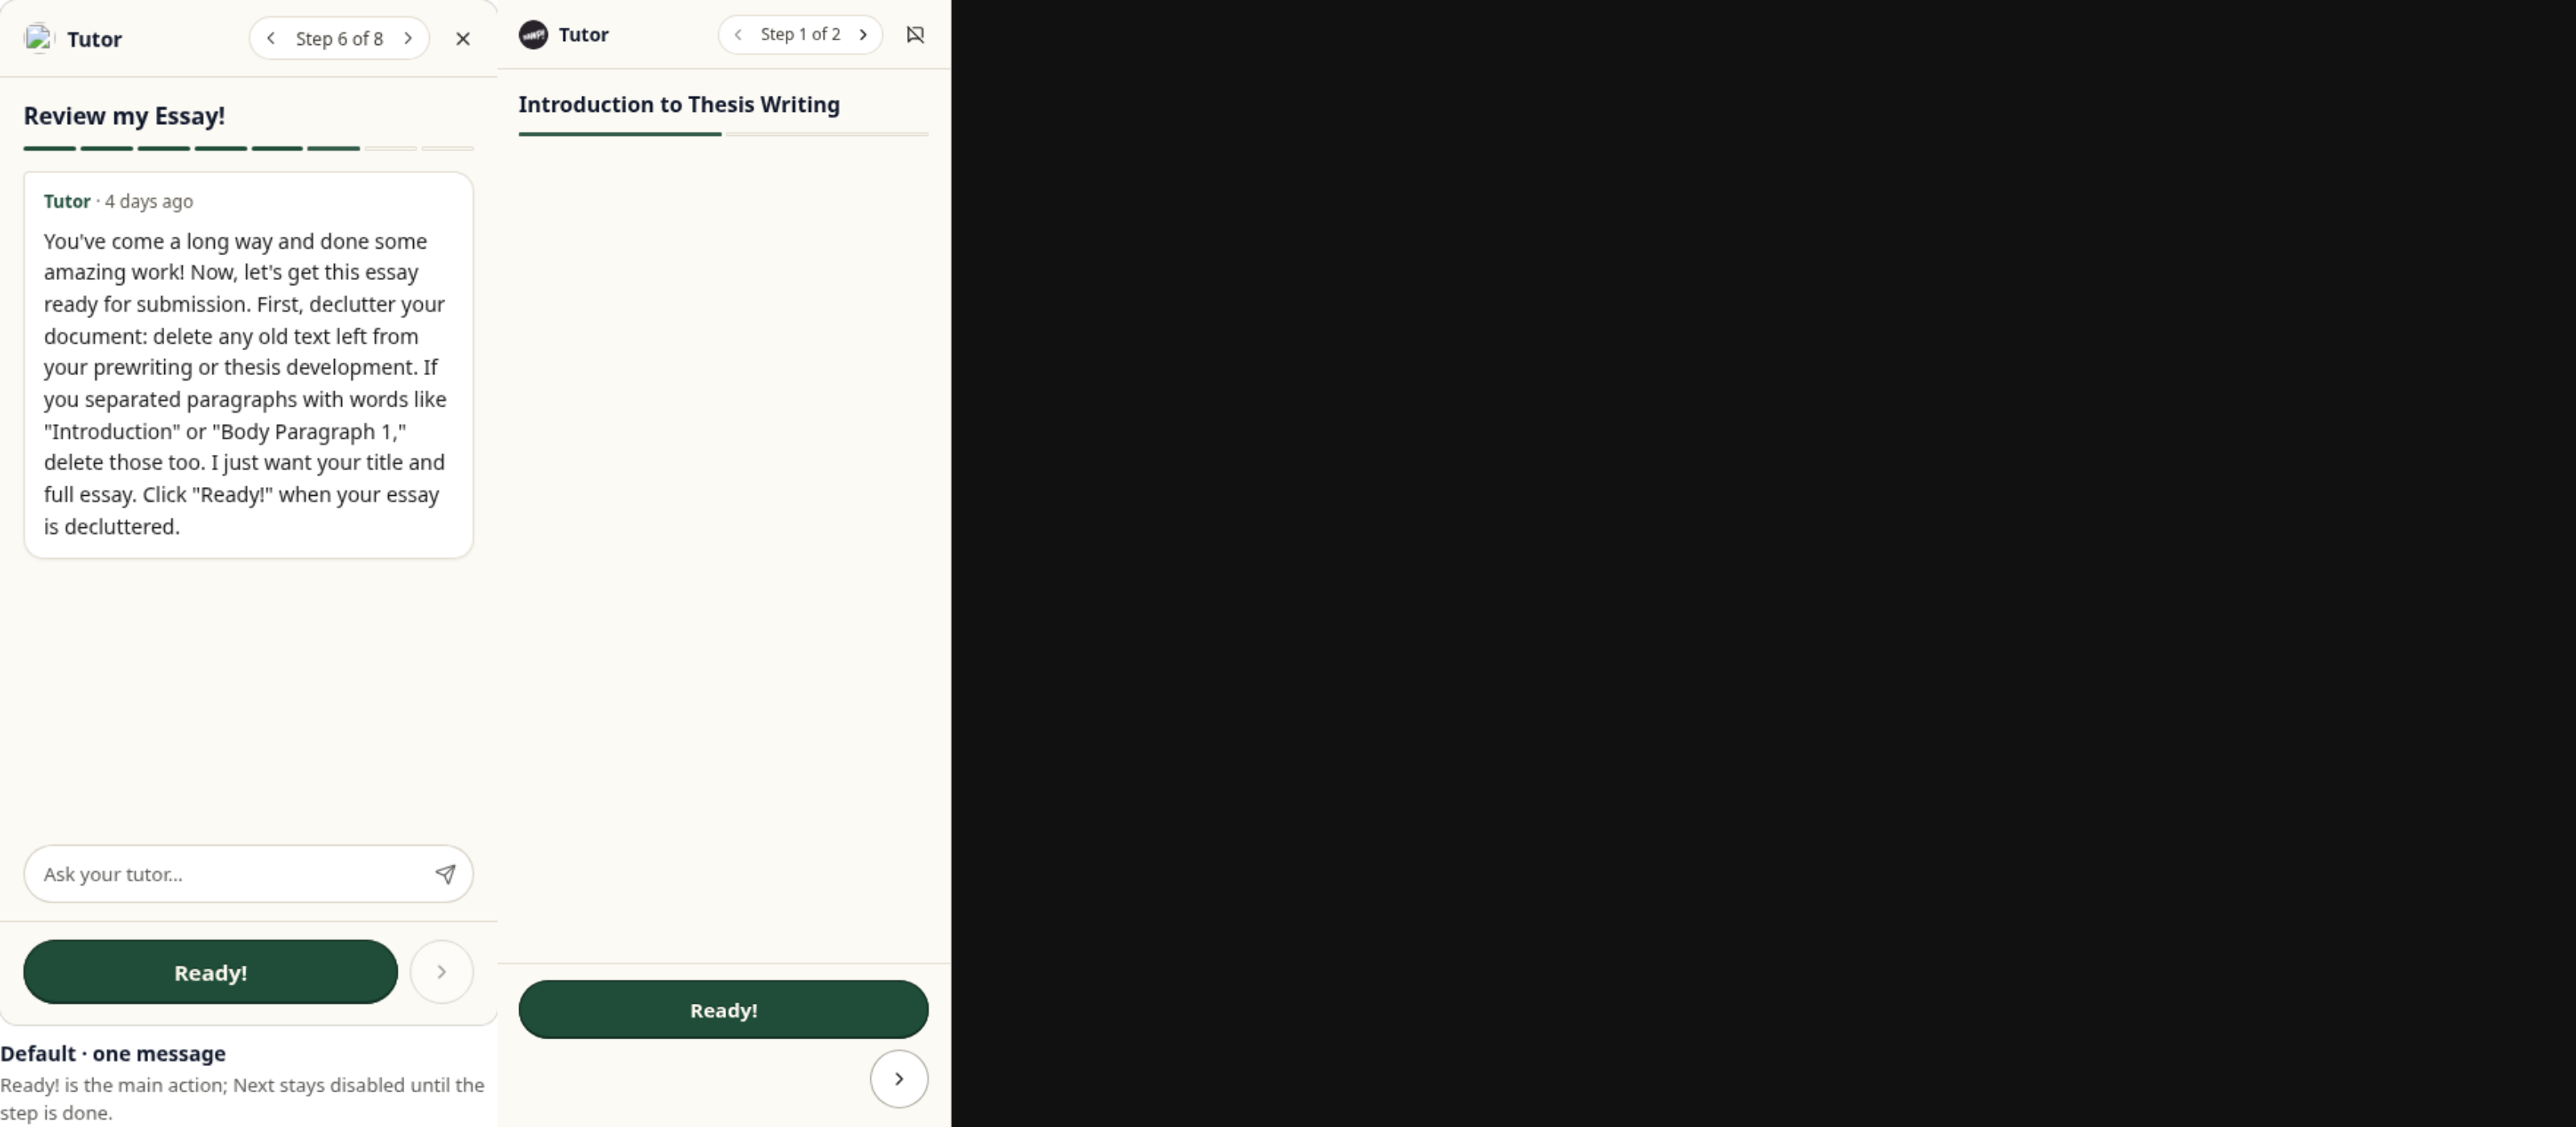 Tutor
Step 6 of 8
Review my Essay!
Tutor · 4 days ago
You've come a long way and done some
amazing work! Now, let's get this essay
ready for submission. First, declutter your
document: delete any old text left from
your prewriting or thesis development. If
you separated paragraphs with words like
"Introduction" or "Body Paragraph 1,"
delete those too. I just want your title and
full essay. Click "Ready!" when your essay
is decluttered.
Ask your tutor...
Ready!
Default · one message
Ready! is the main action; Next stays disabled until the
step is done.
Tutor
Step 1 of 2
Introduction to Thesis Writing
Ready!